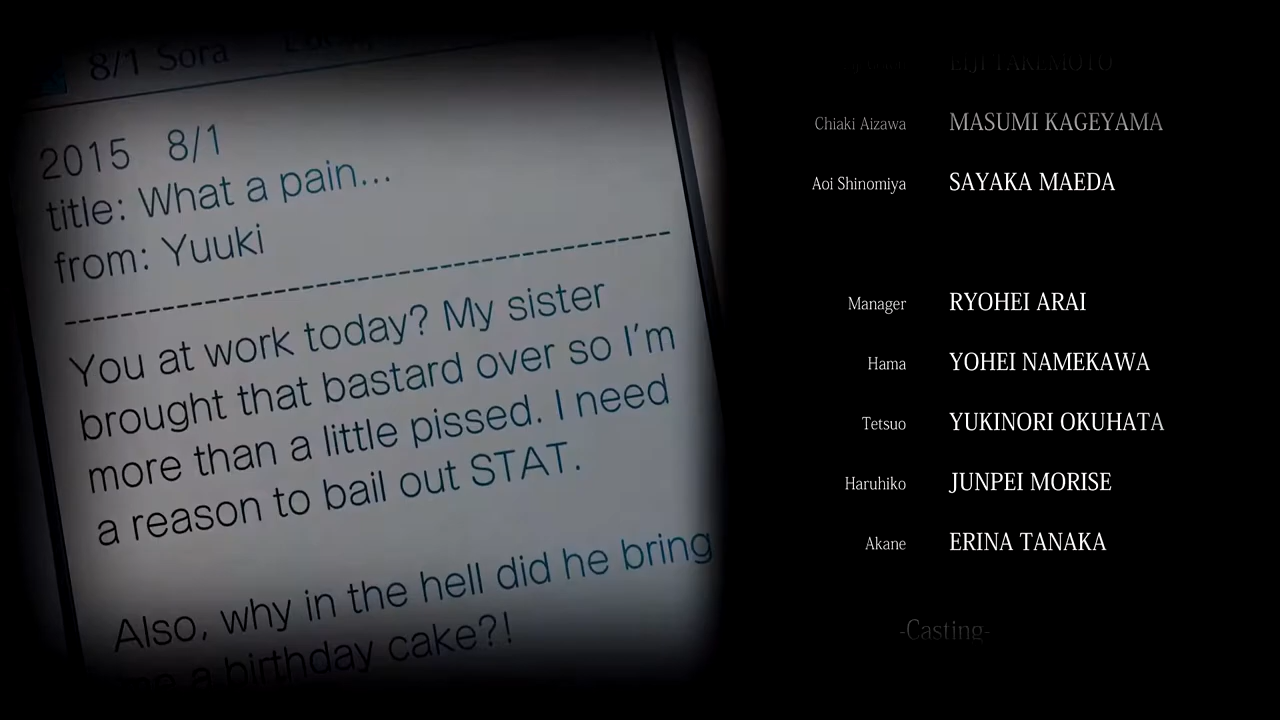 8/1 Sora
2015 8/1
title: What a pain...
from: Yuuki
You at work today? My sister
brought that bastard over so I'm
more than a little pissed. I need
a reason to bail out STAT.
Also, why in the hell did he bring
a birthday cake?!
EIJI TAKEMOTO
Chiaki Aizawa MASUMI KAGEYAMA
Aoi Shinomiya SAYAKA MAEDA
Manager RYOHEI ARAI
Hama YOHEI NAMEKAWA
Tetsuo YUKINORI OKUHATA
Haruhiko JUNPEI MORISE
Akane ERINA TANAKA
-Casting-